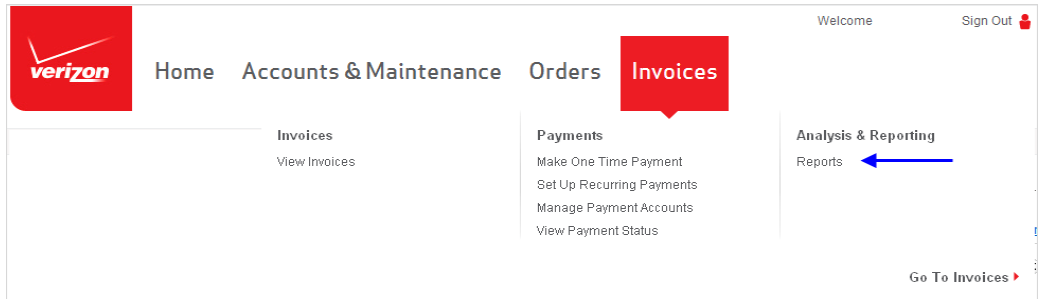 Welcome Sign Out
verizon
Home Accounts & Maintenance Orders Invoices
Invoices
View Invoices
Payments
Make One Time Payment
Set Up Recurring Payments
Manage Payment Accounts
View Payment Status
Analysis & Reporting
Reports
Go To Invoices